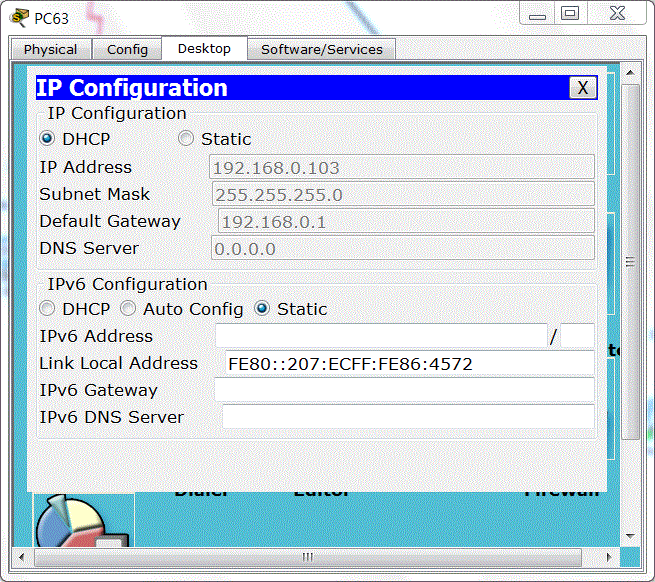 PC63
Physical Config Desktop Software/Services
IP Configuration X
IP Configuration
DHCP Static
IP Address 192.168.0.103
Subnet Mask 255.255.255.0
Default Gateway 192.168.0.1
DNS Server 0.0.0.0
IPv6 Configuration
DHCP Auto Config Static
IPv6 Address /
Link Local Address FE80::207:ECFF:FE86:4572
IPv6 Gateway
IPv6 DNS Server
Dialer Editor Firewall